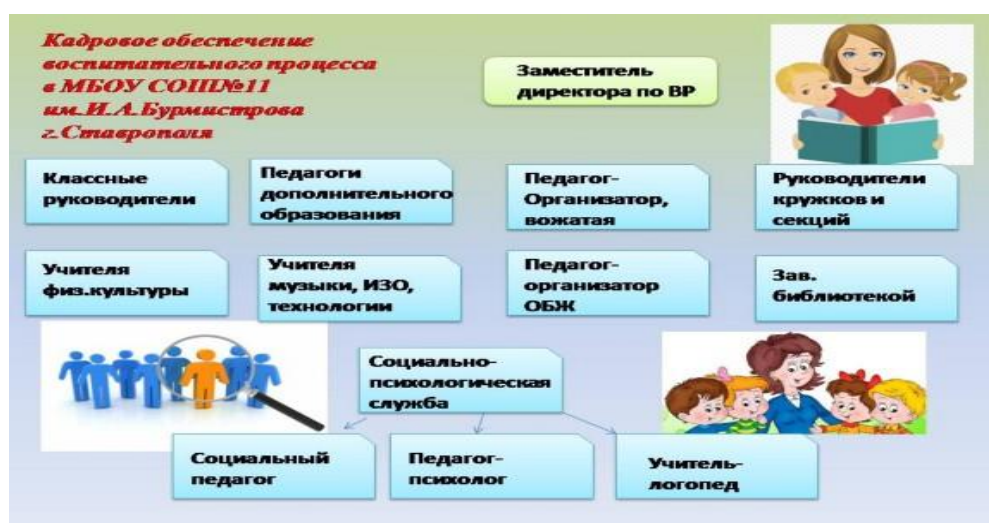 Кадровое обеспечение
воспитательного процесса
в МБОУ СОШ№11
им.И.А.Бурмистрова
г.Ставрополя
Заместитель
директора по ВР
Классные
руководители
Педагоги
дополнительного
образования
Педагог-
Организатор,
вожатая
Руководители
кружков и
секций
Учителя
физ.культуры
Учителя
музыки, ИЗО,
технологии
Педагог-
организатор
ОБЖ
Зав.
библиотекой
Социально-
психологическая
служба
Социальный
педагог
Педагог-
психолог
Учитель-
логопед